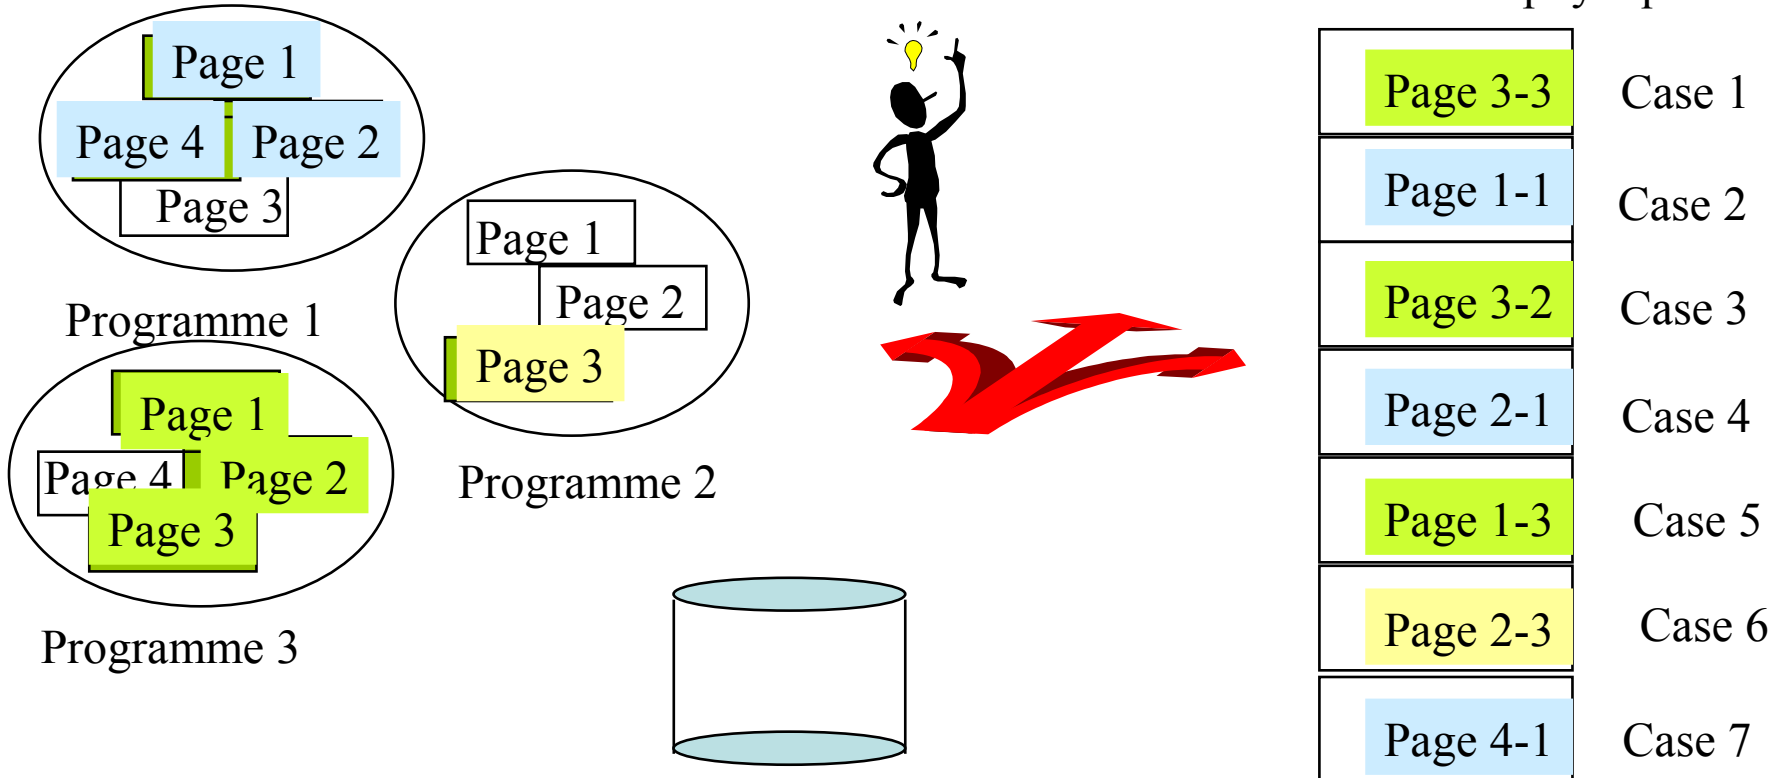 Page 1
Page 4
Page 2
Page 3
Programme 1
Page 1
Page 2
Page 3
Programme 2
Page 1
Page 4
Page 2
Page 3
Programme 3
Page 3-3
Case 1
Page 1-1
Case 2
Page 3-2
Case 3
Page 2-1
Case 4
Page 1-3
Case 5
Page 2-3
Case 6
Page 4-1
Case 7